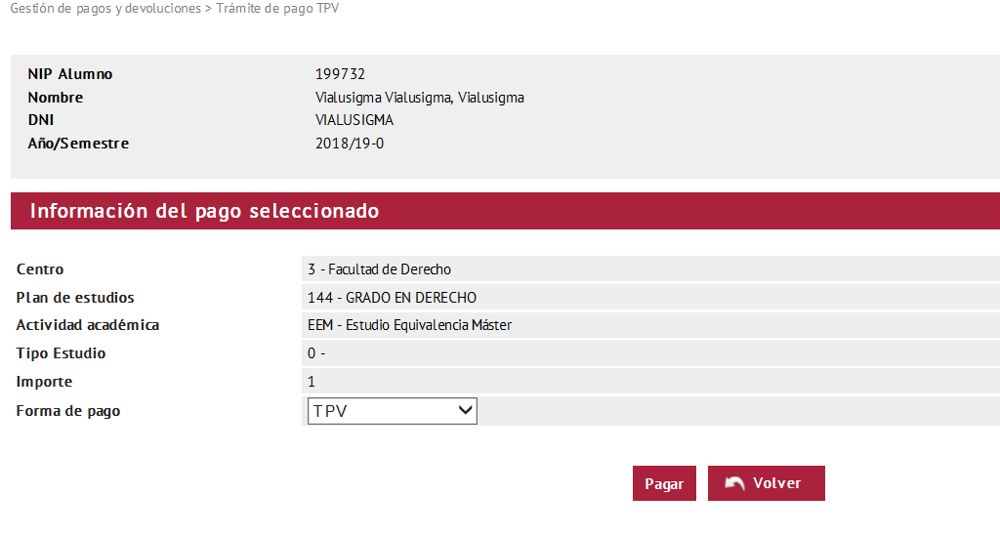 Gestión de pagos y devoluciones > Trámite de pago TPV
NIP Alumno 199732
Nombre Vialusigma Vialusigma, Vialusigma
DNI VIALUSIGMA
Año/Semestre 2018/19-0
Información del pago seleccionado
Centro 3 - Facultad de Derecho
Plan de estudios 144 - GRADO EN DERECHO
Actividad académica EEM - Estudio Equivalencia Máster
Tipo Estudio 0 -
Importe 1
Forma de pago TPV
Pagar Volver